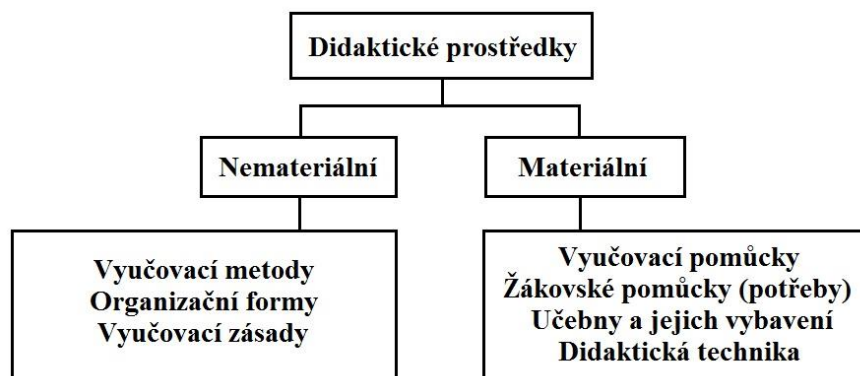 Didaktické prostředky
Nemateriální
Materiální
Vyučovací metody
Organizační formy
Vyučovací zásady
Vyučovací pomůcky
Žákovské pomůcky (potřeby)
Učebny a jejich vybavení
Didaktická technika